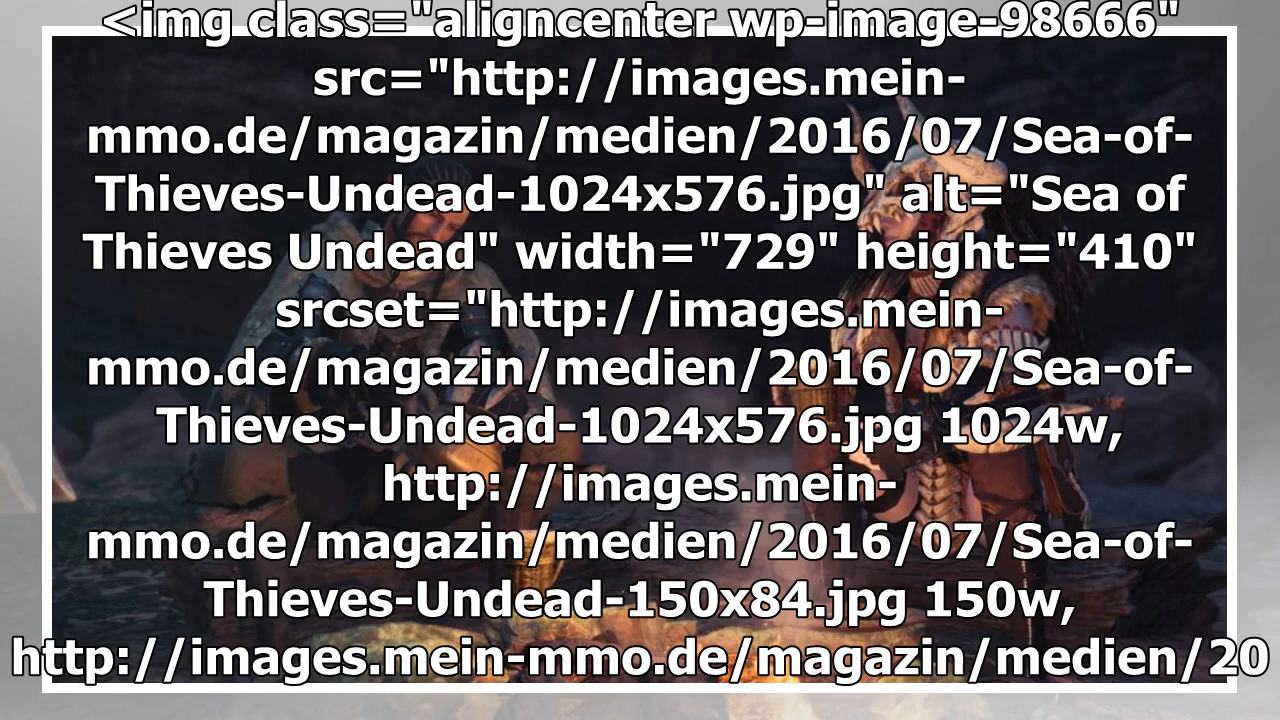 <img class="aligncenter wp-image-98666"
src="http://images.mein-
mmo.de/magazin/medien/2016/07/Sea-of-
Thieves-Undead-1024x576.jpg" alt="Sea of
Thieves Undead" width="729" height="410"
srcset="http://images.mein-
mmo.de/magazin/medien/2016/07/Sea-of-
Thieves-Undead-1024x576.jpg 1024w,
http://images.mein-
mmo.de/magazin/medien/2016/07/Sea-of-
Thieves-Undead-150x84.jpg 150w,
http://images.mein-mmo.de/magazin/medien/20